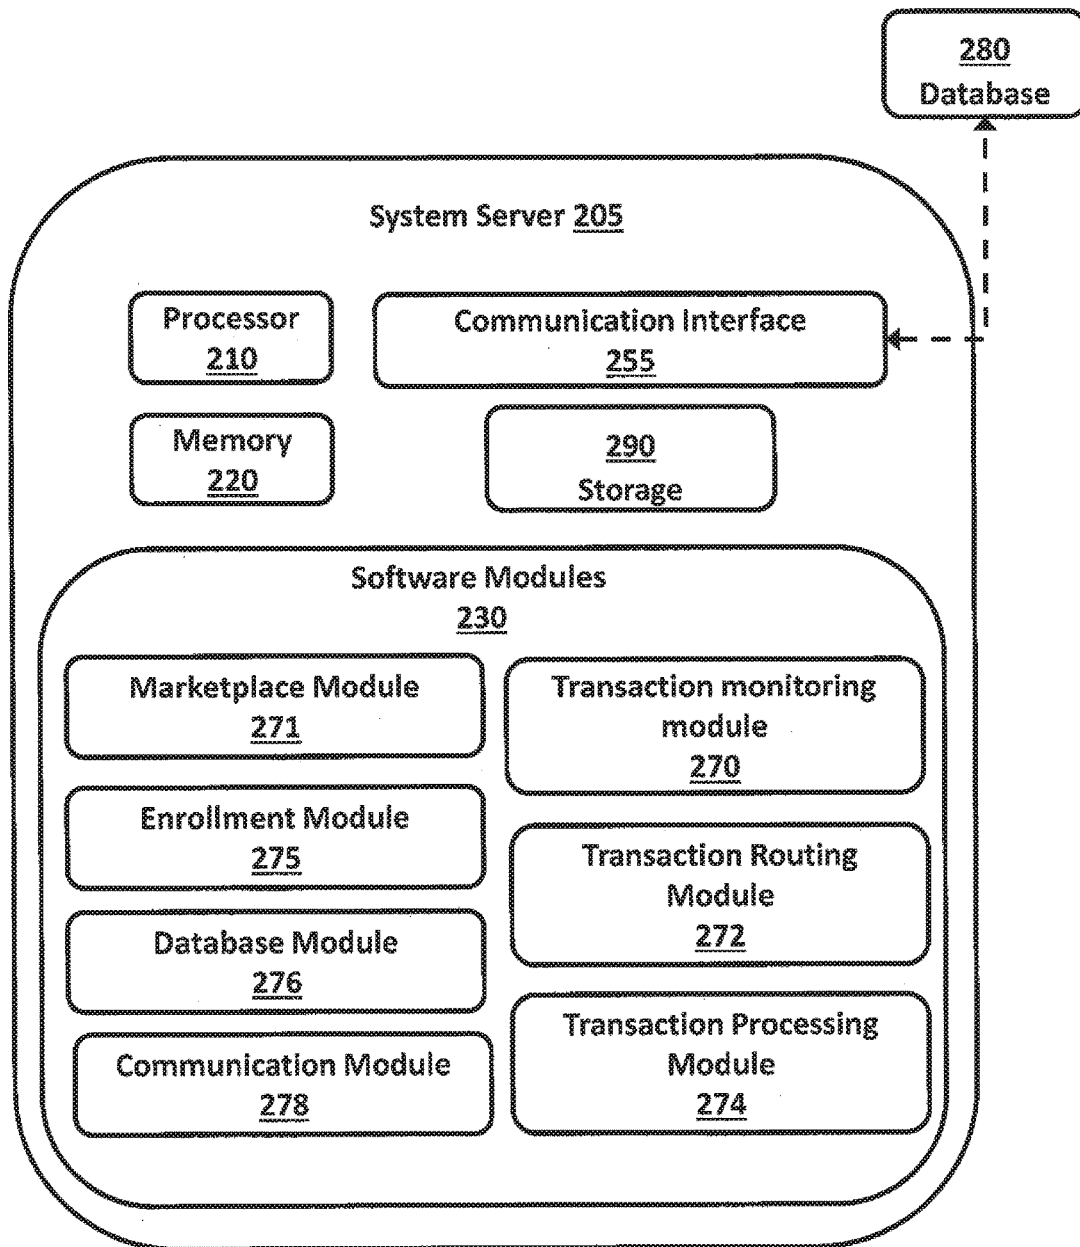 280
Database
System Server 205
Processor
210
Communication Interface
255
Memory
220
290
Storage
Software Modules
230
Marketplace Module
271
Transaction monitoring
module
270
Enrollment Module
275
Transaction Routing
Module
272
Database Module
276
Transaction Processing
Module
274
Communication Module
278